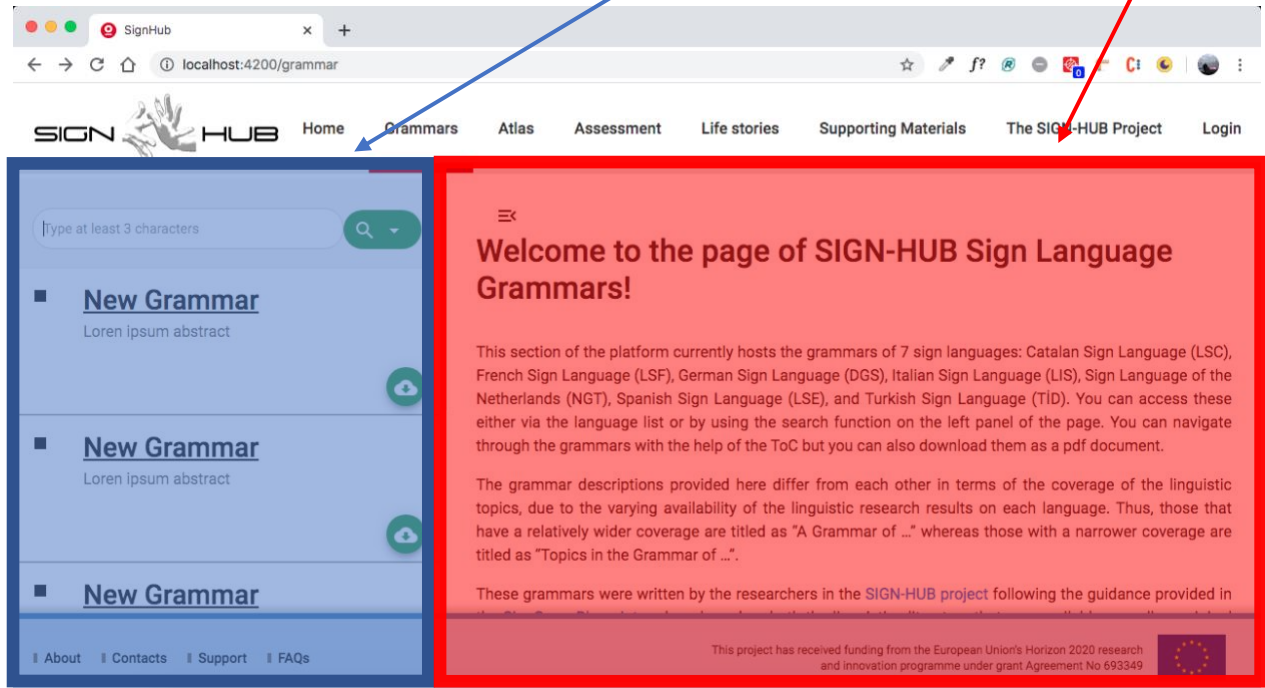 SignHub
localhost:4200/grammar
f?
0
SIGN HUB
Home Grammars Atlas Assessment Life stories Supporting Materials The SIGN-HUB Project Login
Type at least 3 characters
New Grammar
Loren ipsum abstract
New Grammar
Loren ipsum abstract
New Grammar
About Contacts Support FAQs
Welcome to the page of SIGN-HUB Sign Language
Grammars!
This section of the platform currently hosts the grammars of 7 sign languages: Catalan Sign Language (LSC),
French Sign Language (LSF), German Sign Language (DGS), Italian Sign Language (LIS), Sign Language of the
Netherlands (NGT), Spanish Sign Language (LSE), and Turkish Sign Language (TİD). You can access these
either via the language list or by using the search function on the left panel of the page. You can navigate
through the grammars with the help of the ToC but you can also download them as a pdf document.
The grammar descriptions provided here differ from each other in terms of the coverage of the linguistic
topics, due to the varying availability of the linguistic research results on each language. Thus, those that
have a relatively wider coverage are titled as “A Grammar of …” whereas those with a narrower coverage are
titled as “Topics in the Grammar of …”.
These grammars were written by the researchers in the SIGN-HUB project following the guidance provided in
This project has received funding from the European Union's Horizon 2020 research
and innovation programme under grant Agreement No 693349